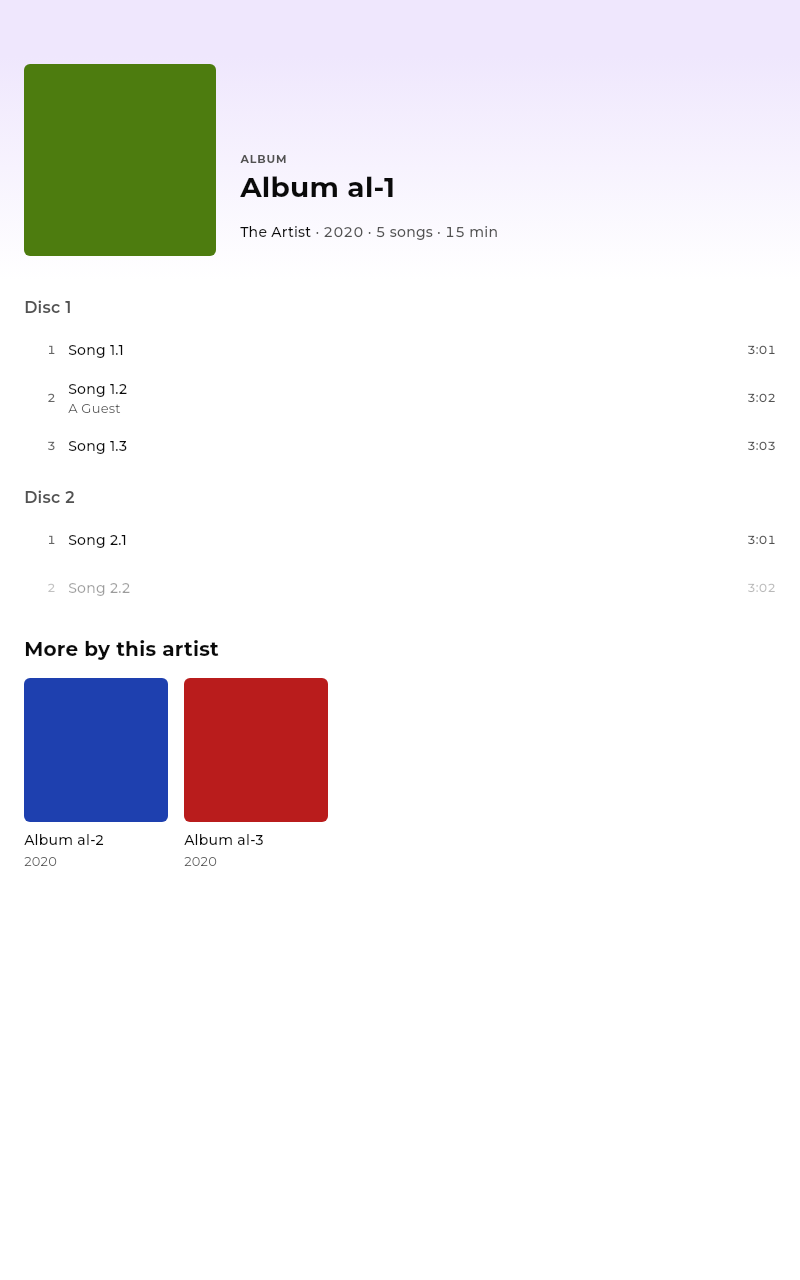 ALBUM
Album al-1
The Artist · 2020 · 5 songs · 15 min
Disc 1
1 Song 1.1 3:01
2 Song 1.2 3:02
A Guest
3 Song 1.3 3:03
Disc 2
1 Song 2.1 3:01
2 Song 2.2 3:02
More by this artist
Album al-2
2020
Album al-3
2020